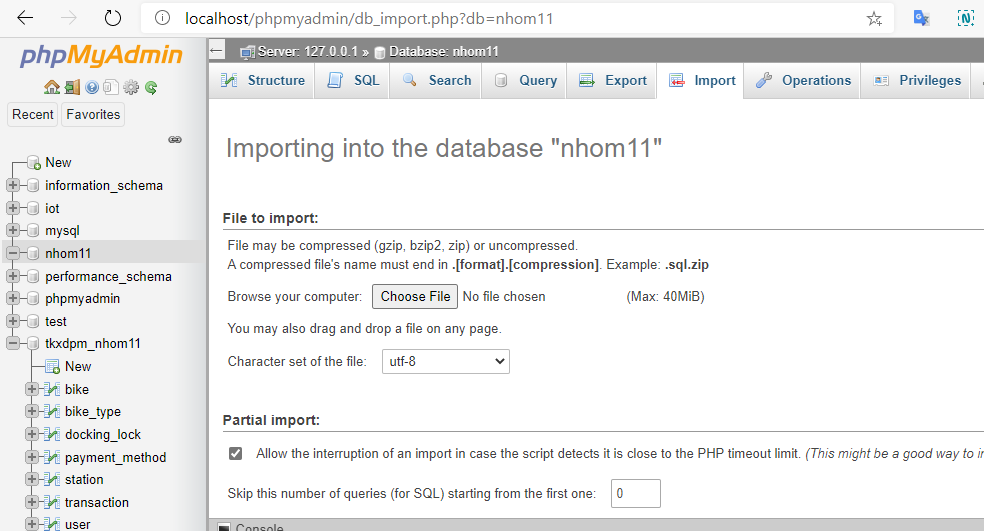 localhost/phpmyadmin/db_import.php?db=nhom11
phpMyAdmin
Recent Favorites
New
information_schema
iot
mysql
nhom11
performance_schema
phpmyadmin
test
tkxdpm_nhom11
New
bike
bike_type
docking_lock
payment_method
station
transaction
user
Server: 127.0.0.1 » Database: nhom11
Structure SQL Search Query Export Import Operations Privileges
Importing into the database "nhom11"
File to import:
File may be compressed (gzip, bzip2, zip) or uncompressed.
A compressed file's name must end in .[format].[compression]. Example: .sql.zip
Browse your computer: Choose File No file chosen (Max: 40MiB)
You may also drag and drop a file on any page.
Character set of the file: utf-8
Partial import:
Allow the interruption of an import in case the script detects it is close to the PHP timeout limit. (This might be a good way to
Skip this number of queries (for SQL) starting from the first one: 0
Console